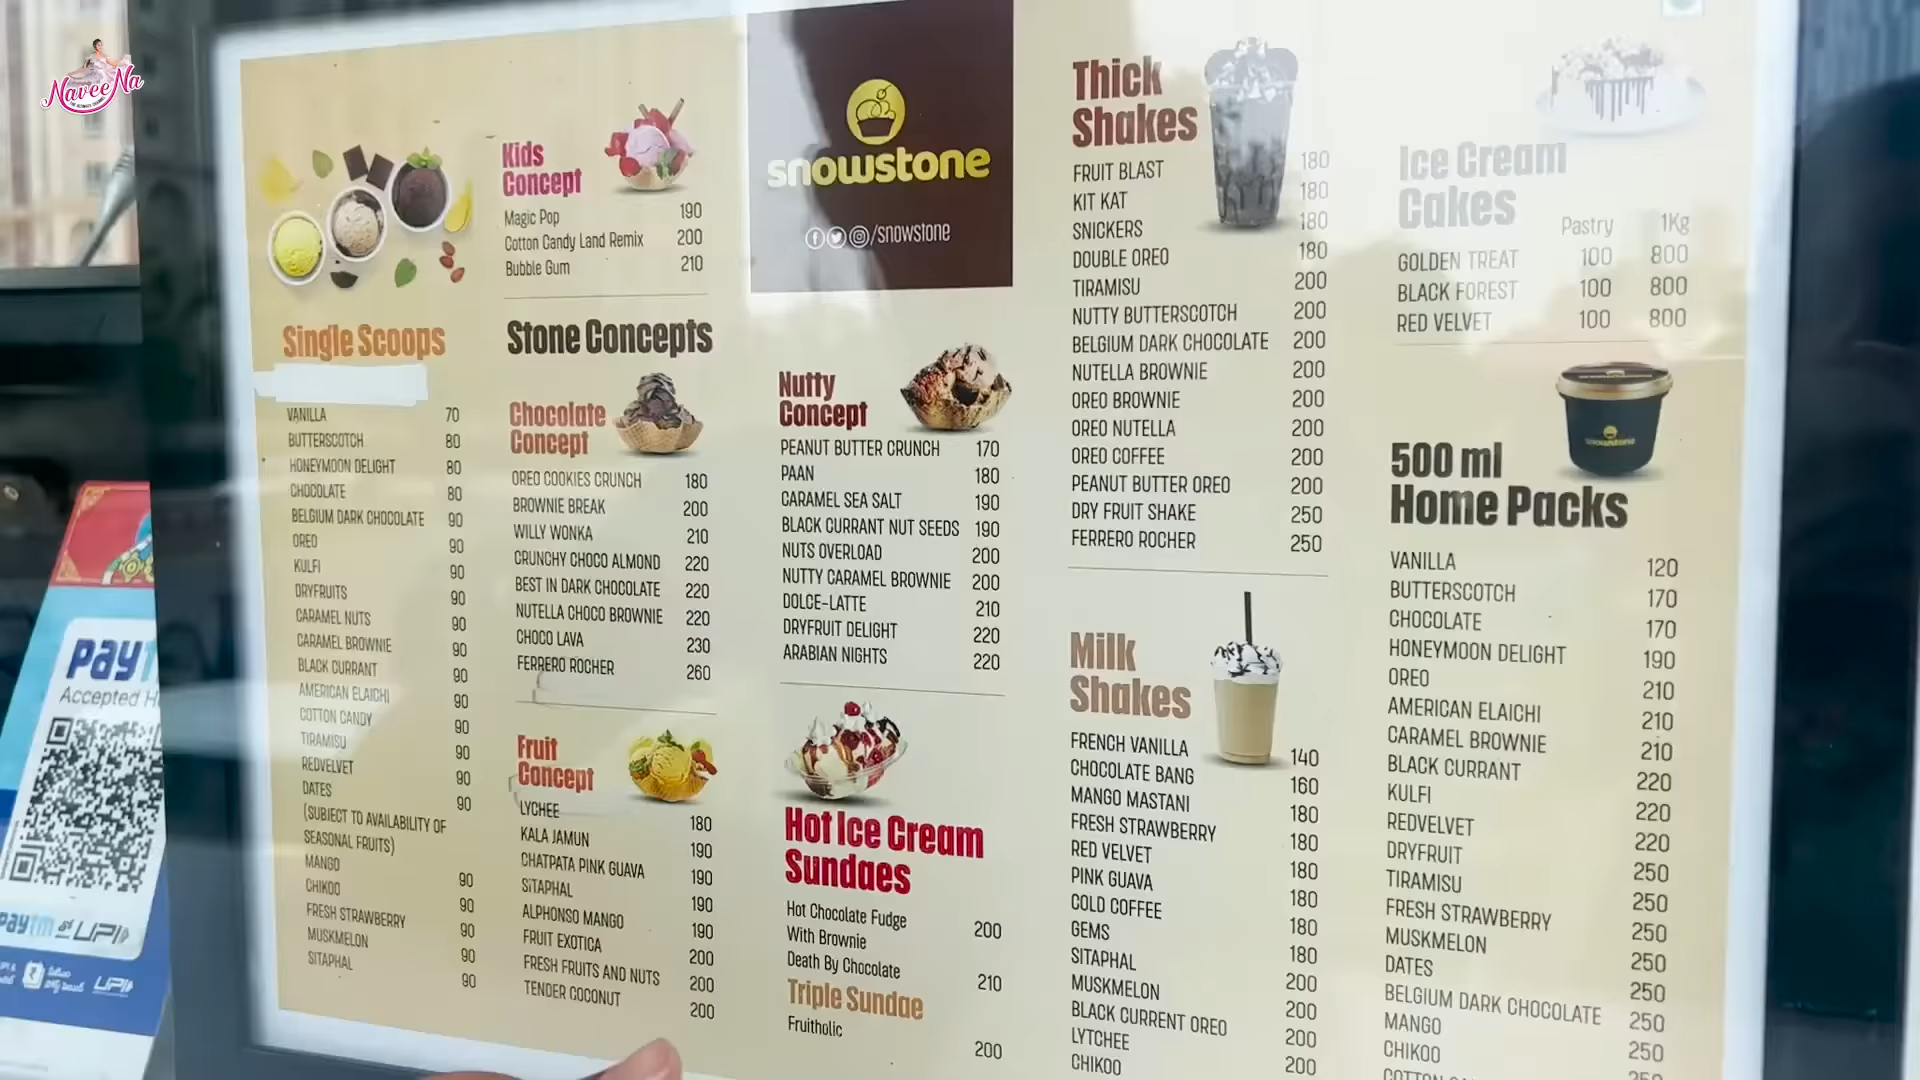 NaveeNa
Single Scoops
VANILLA 70
BUTTERSCOTCH 80
HONEYMOON DELIGHT 80
CHOCOLATE 80
BELGIUM DARK CHOCOLATE 90
OREO 90
KULFI 90
DRYFRUITS 90
CARAMEL NUTS 90
CARAMEL BROWNIE 90
BLACK CURRANT 90
AMERICAN ELAICHI 90
COTTON CANDY 90
TIRAMISU 90
REDVELVET 90
DATES 90
(SUBJECT TO AVAILABILITY OF
SEASONAL FRUITS)
MANGO 90
CHIKOO 90
FRESH STRAWBERRY 90
MUSKMELON 90
SITAPHAL 90
Kids
Concept
Magic Pop 190
Cotton Candy Land Remix 200
Bubble Gum 210
Stone Concepts
Chocolate
Concept
OREO COOKIES CRUNCH 180
BROWNIE BREAK 200
WILLY WONKA 210
CRUNCHY CHOCO ALMOND 220
BEST IN DARK CHOCOLATE 220
NUTELLA CHOCO BROWNIE 220
CHOCO LAVA 230
FERRERO ROCHER 260
Fruit
Concept
LYCHEE 180
KALA JAMUN 190
CHATPATA PINK GUAVA 190
SITAPHAL 190
ALPHONSO MANGO 190
FRUIT EXOTICA 200
FRESH FRUITS AND NUTS 200
TENDER COCONUT 200
snowstone
/snowstone
Nutty
Concept
PEANUT BUTTER CRUNCH 170
PAAN 180
CARAMEL SEA SALT 190
BLACK CURRANT NUT SEEDS 190
NUTS OVERLOAD 200
NUTTY CARAMEL BROWNIE 200
DOLCE-LATTE 210
DRYFRUIT DELIGHT 220
ARABIAN NIGHTS 220
Hot Ice Cream
Sundaes
Hot Chocolate Fudge
With Brownie 200
Death By Chocolate 210
Triple Sundae
Fruitholic 200
Thick
Shakes
FRUIT BLAST 180
KIT KAT 180
SNICKERS 180
DOUBLE OREO 180
TIRAMISU 200
NUTTY BUTTERSCOTCH 200
BELGIUM DARK CHOCOLATE 200
NUTELLA BROWNIE 200
OREO BROWNIE 200
OREO NUTELLA 200
OREO COFFEE 200
PEANUT BUTTER OREO 200
DRY FRUIT SHAKE 250
FERRERO ROCHER 250
Milk
Shakes
FRENCH VANILLA 140
CHOCOLATE BANG 160
MANGO MASTANI 180
FRESH STRAWBERRY 180
RED VELVET 180
PINK GUAVA 180
COLD COFFEE 180
GEMS 180
SITAPHAL 200
MUSKMELON 200
BLACK CURRENT OREO 200
LYTCHEE 200
CHIKOO
Ice Cream
Cakes
Pastry 1Kg
GOLDEN TREAT 100 800
BLACK FOREST 100 800
RED VELVET 100 800
500 ml
Home Packs
VANILLA 120
BUTTERSCOTCH 170
CHOCOLATE 170
HONEYMOON DELIGHT 190
OREO 210
AMERICAN ELAICHI 210
CARAMEL BROWNIE 210
BLACK CURRANT 220
KULFI 220
REDVELVET 220
DRYFRUIT 250
TIRAMISU 250
FRESH STRAWBERRY 250
MUSKMELON 250
DATES 250
BELGIUM DARK CHOCOLATE 250
MANGO 250
CHIKOO
COTTON
Accepted
paytm UPI
UPI